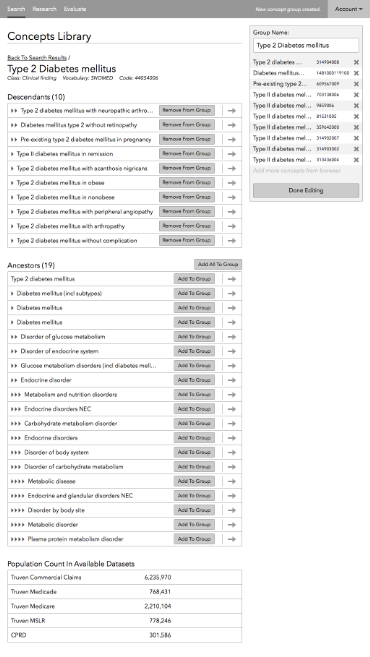 Search Research Evaluate New concept group created. Account
Concepts Library
Back To Search Results /
Type 2 Diabetes mellitus
Class: Clinical finding Vocabulary: SNOMED Code: 44054006
Descendants (10)
Type 2 diabetes mellitus with neuropathic arthro... Remove From Group
Diabetes mellitus type 2 without retinopathy Remove From Group
Pre-existing type 2 diabetes mellitus in pregnancy Remove From Group
Type II diabetes mellitus in remission Remove From Group
Type 2 diabetes mellitus with acanthosis nigricans Remove From Group
Type 2 diabetes mellitus in obese Remove From Group
Type 2 diabetes mellitus in nonobese Remove From Group
Type 2 diabetes mellitus with peripheral angiopathy Remove From Group
Type 2 diabetes mellitus with arthropathy Remove From Group
Type 2 diabetes mellitus without complication Remove From Group
Ancestors (19) Add All To Group
Type 2 diabetes mellitus Add To Group
Diabetes mellitus (incl subtypes) Add To Group
Diabetes mellitus Add To Group
Diabetes mellitus Add To Group
Disorder of glucose metabolism Add To Group
Disorder of endocrine system Add To Group
Glucose metabolism disorders (incl diabetes mell... Add To Group
Endocrine disorder Add To Group
Metabolism and nutrition disorders Add To Group
Endocrine disorders NEC Add To Group
Carbohydrate metabolism disorder Add To Group
Endocrine disorders Add To Group
Disorder of body system Add To Group
Disorder of carbohydrate metabolism Add To Group
Metabolic disease Add To Group
Endocrine and glandular disorders NEC Add To Group
Disorder by body site Add To Group
Metabolic disorder Add To Group
Plasma protein metabolism disorder Add To Group
Population Count In Available Datasets
Truven Commercial Claims 6,235,970
Truven Medicade 768,431
Truven Medicare 2,210,104
Truven MSLR 778,246
CPRD 301,586
Group Name:
Type 2 Diabetes mellitus
Type 2 diabetes ... 314904008
Diabetes mellitus... 1481000119100
Pre-existing type 2... 609567009
Type II diabetes mel... 703138006
Type II diabetes mel... 9859006
Type II diabetes mel...
Type II diabetes mel... 359642000
Type II diabetes mel... 314902007
Type II diabetes mel... 314903002
Type II diabetes mel... 313436004
Add more concepts from browser
Done Editing